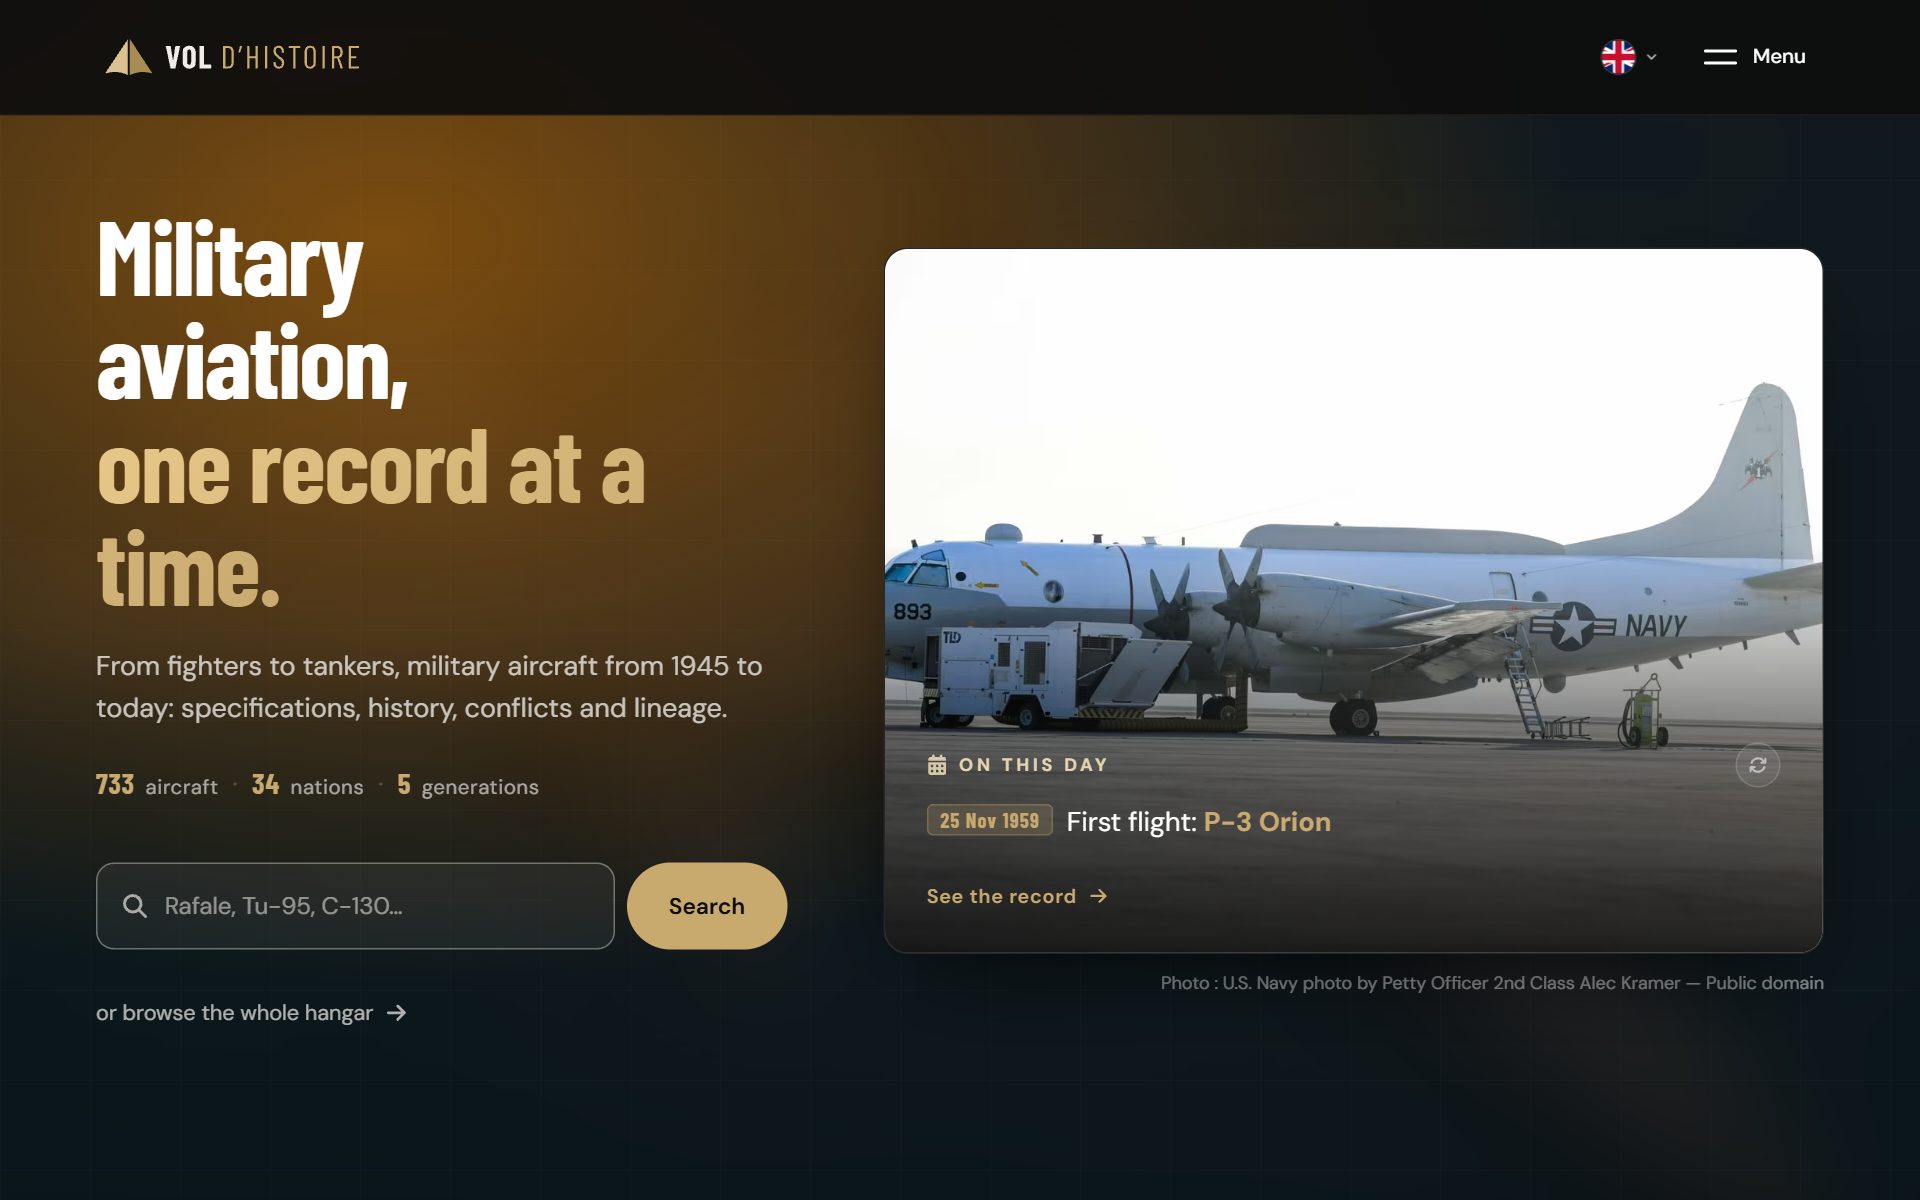 VOL D'HISTOIRE
Menu
Military
aviation,
one record at a
time.
From fighters to tankers, military aircraft from 1945 to
today: specifications, history, conflicts and lineage.
733 aircraft · 34 nations · 5 generations
Rafale, Tu-95, C-130...
Search
or browse the whole hangar →
893
TLD
NAVY
ON THIS DAY
25 Nov 1959 First flight: P-3 Orion
See the record →
Photo : U.S. Navy photo by Petty Officer 2nd Class Alec Kramer — Public domain